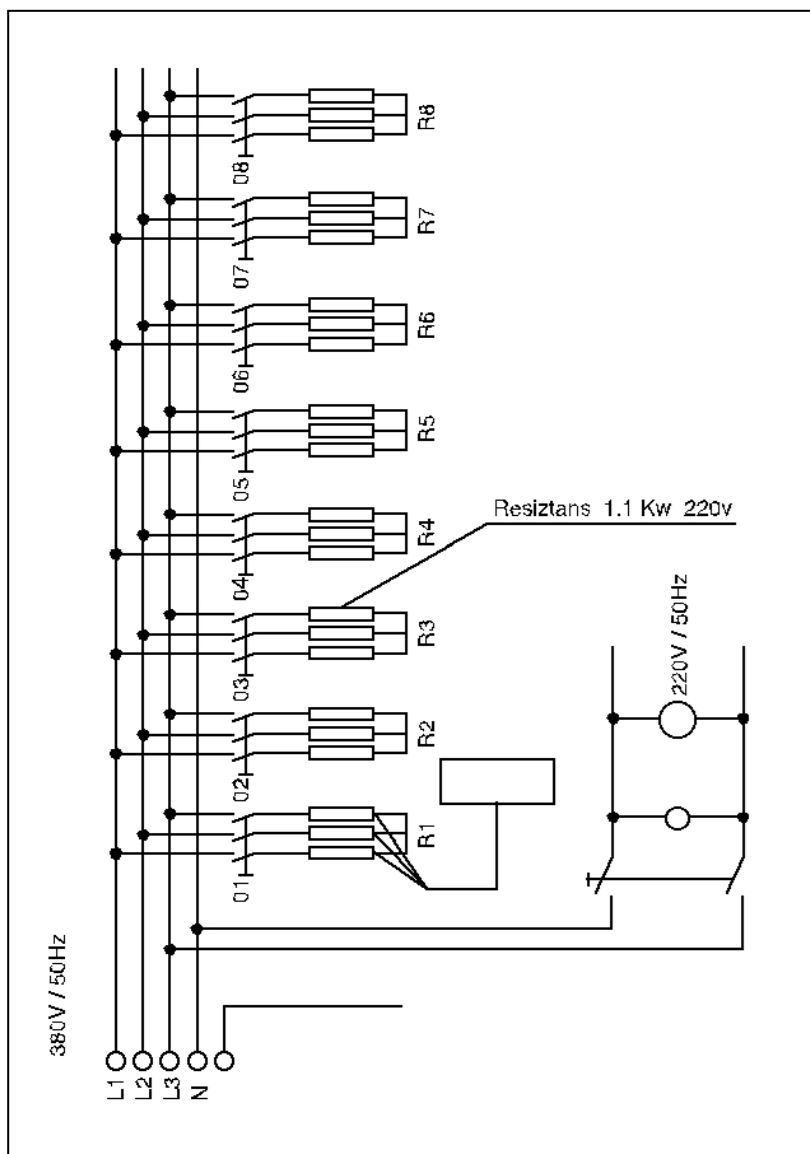 380V / 50Hz
L1
L2
L3
N
01
02
03
04
05
06
07
08
R1
R2
R3
R4
R5
R6
R7
R8
Resiztans 1.1 Kw 220v
220V / 50Hz